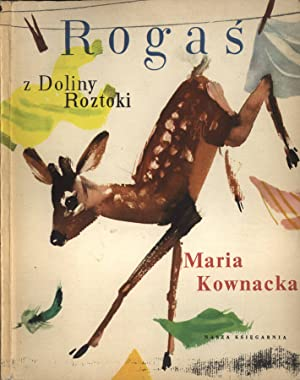 Rogaś
z Doliny
Roztoki
Maria
Kownacka
NASZA KSIĘGARNIA